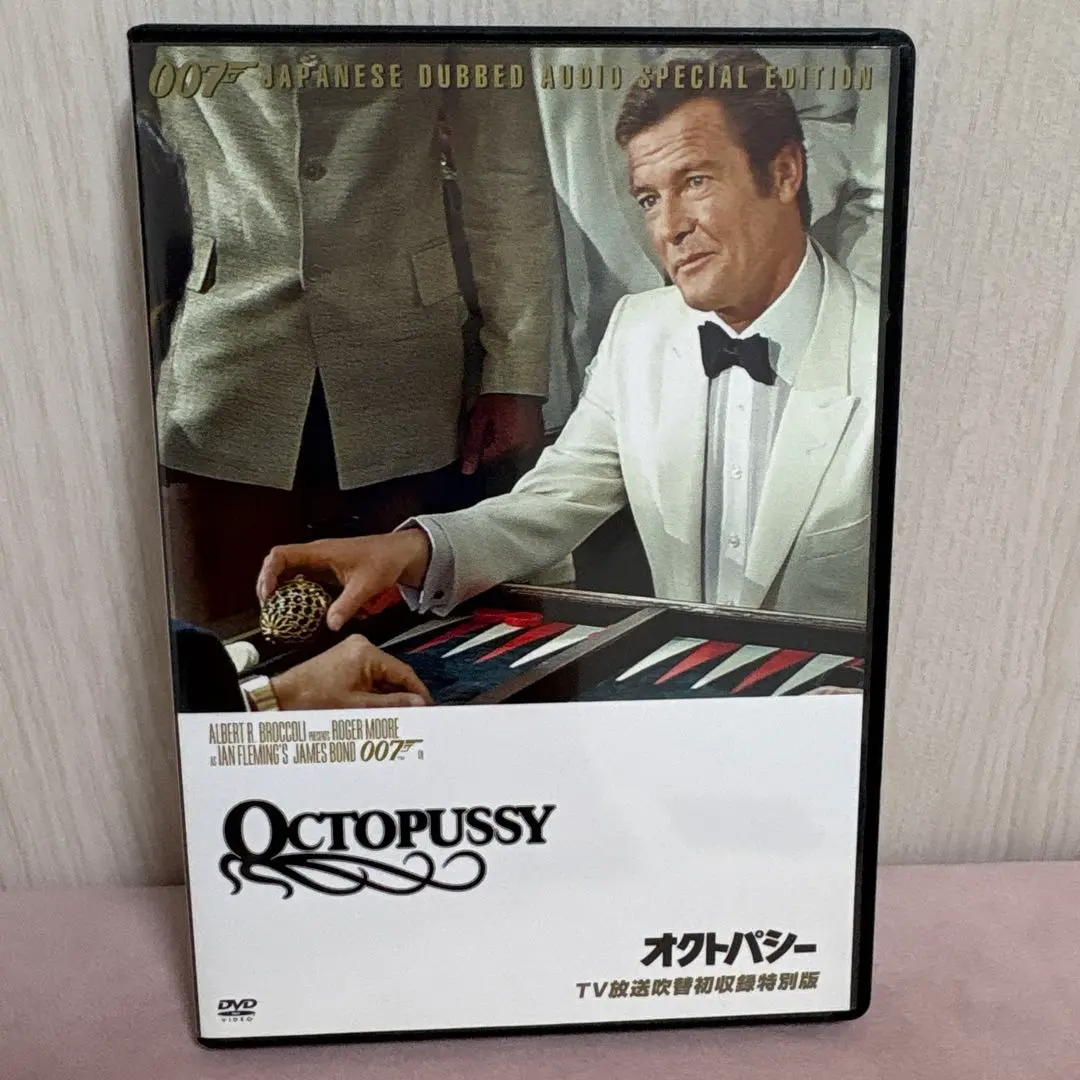 007 JAPANESE DUBBED AUDIO SPECIAL EDITION
ALBERT R. BROCCOLI PRESENTS ROGER MOORE
AS IAN FLEMING'S JAMES BOND 007™ IN
OCTOPUSSY
オクトパシー
TV放送吹替初収録特別版
DVD
VIDEO